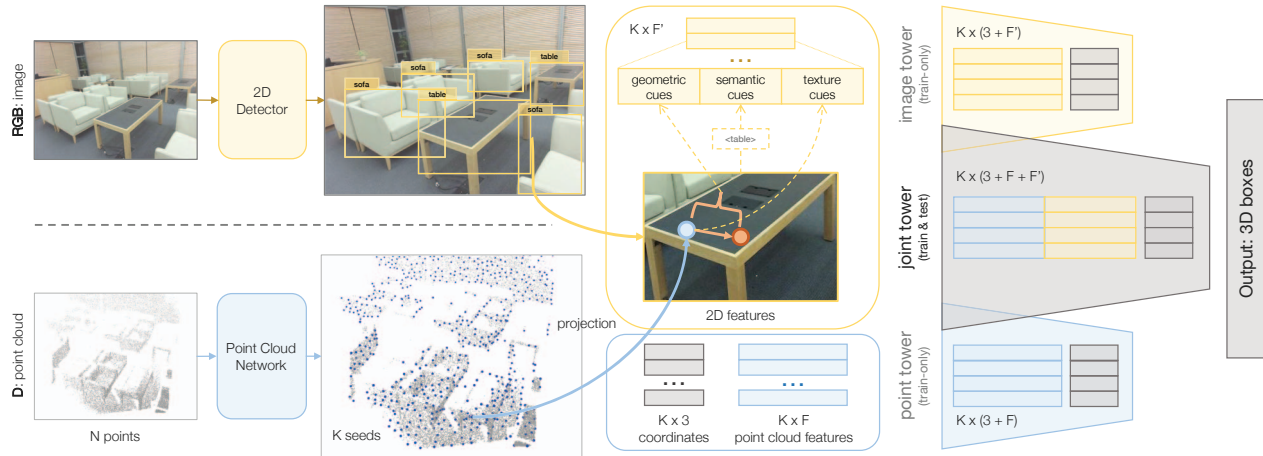 RGB: image
2D
Detector
sofa
table
sofa
sofa
table
sofa
K x F'
...
geometric
cues
semantic
cues
texture
cues
<table>
2D features
D: point cloud
N points
Point Cloud
Network
K seeds
projection
...
K x 3
coordinates
...
K x F
point cloud features
image tower
(train-only)
K x (3 + F')
joint tower
(train & test)
K x (3 + F + F')
point tower
(train-only)
K x (3 + F)
Output: 3D boxes